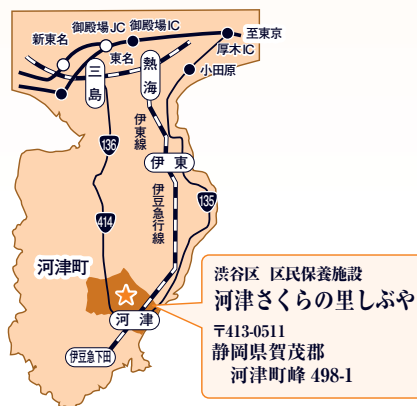 御殿場JC
御殿場IC
至東京
新東名
東名
厚木IC
三島
熱海
小田原
伊東線
136
伊東
伊豆急行線
135
414
河津町
河津
伊豆急下田
渋谷区 区民保養施設
河津さくらの里しぶや
〒413-0511
静岡県賀茂郡
河津町峰 498-1